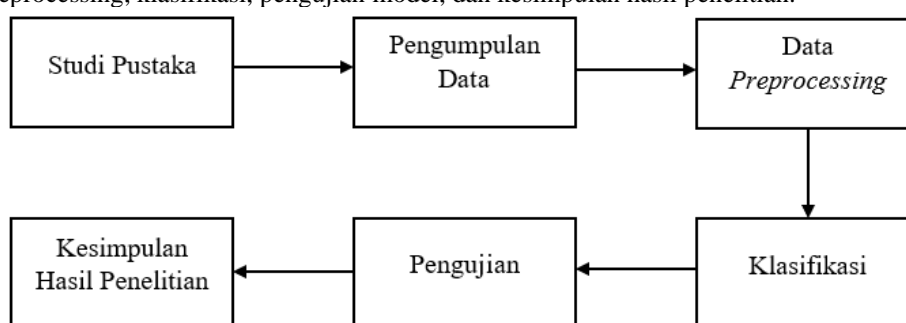 klasifikasi, pengujian model, dan kesimpulan hasil penelitian.
Studi Pustaka
Pengumpulan
Data
Data
Preprocessing
Klasifikasi
Pengujian
Kesimpulan
Hasil Penelitian